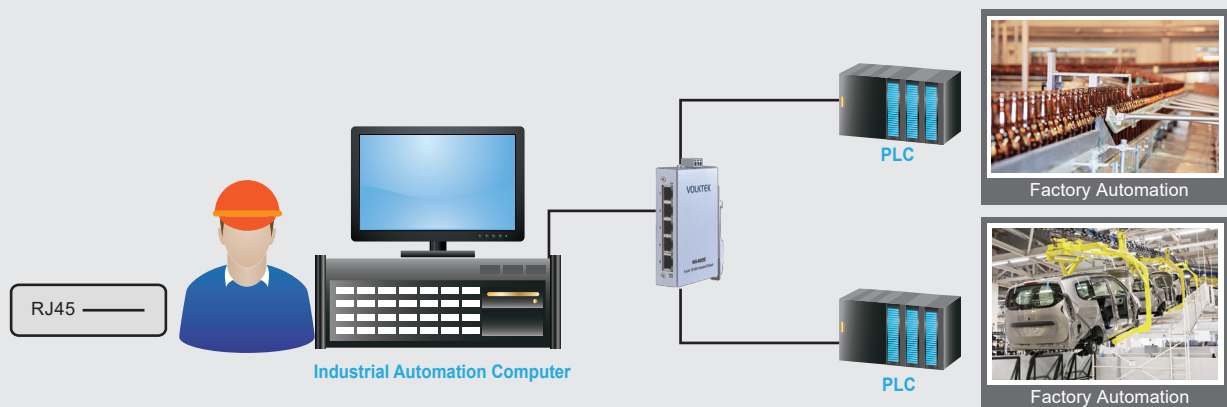 RJ45
Industrial Automation Computer
VOLKTEK
PLC
PLC
Factory Automation
Factory Automation